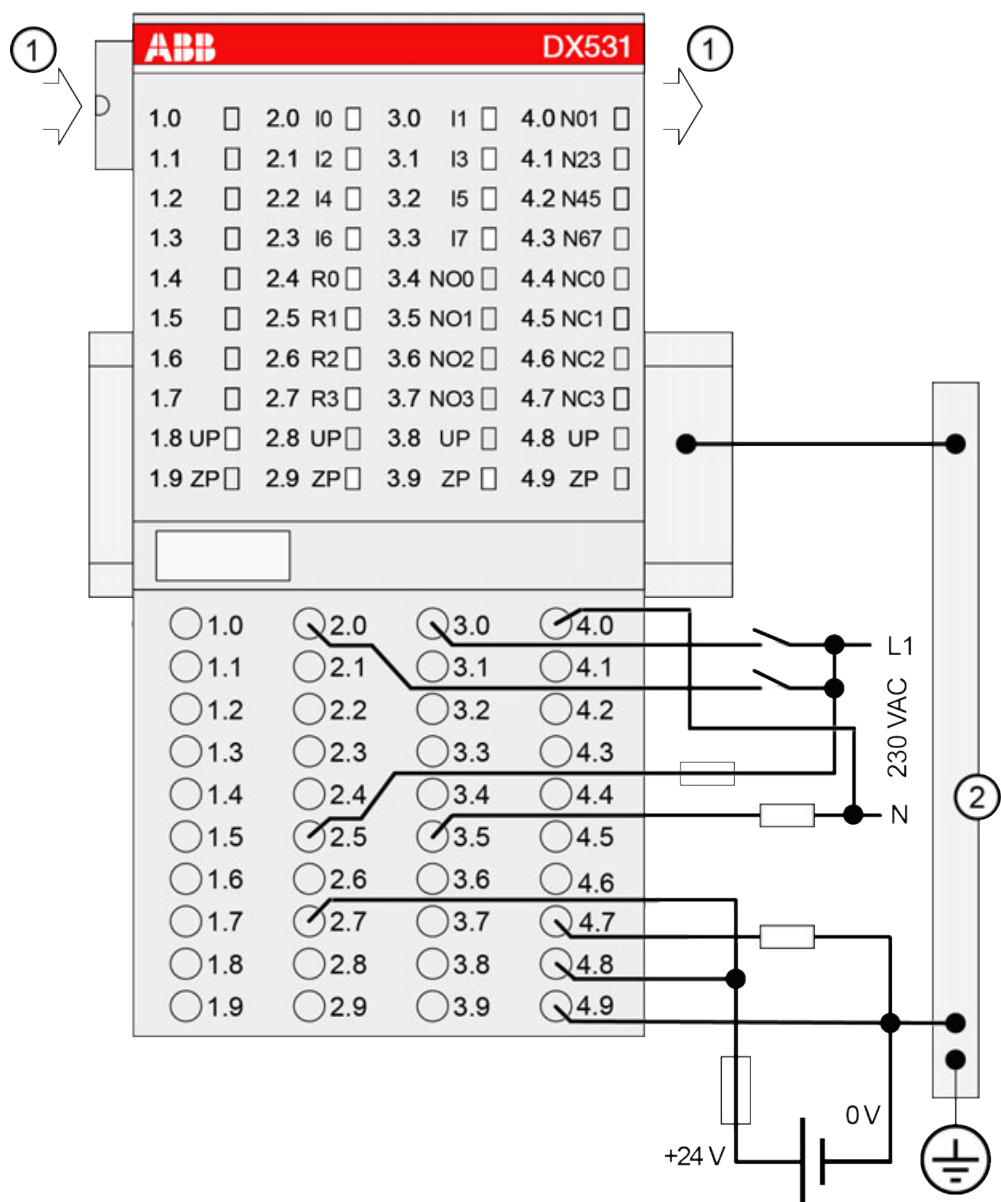 1 ABB DX531 1
1.0 2.0 I0 3.0 I1 4.0 N01
1.1 2.1 I2 3.1 I3 4.1 N23
1.2 2.2 I4 3.2 I5 4.2 N45
1.3 2.3 I6 3.3 I7 4.3 N67
1.4 2.4 R0 3.4 NO0 4.4 NC0
1.5 2.5 R1 3.5 NO1 4.5 NC1
1.6 2.6 R2 3.6 NO2 4.6 NC2
1.7 2.7 R3 3.7 NO3 4.7 NC3
1.8 UP 2.8 UP 3.8 UP 4.8 UP
1.9 ZP 2.9 ZP 3.9 ZP 4.9 ZP
1.0 2.0 3.0 4.0
L1
1.1 2.1 3.1 4.1
1.2 2.2 3.2 4.2
230 VAC
1.3 2.3 3.3 4.3
1.4 2.4 3.4 4.4
2
N
1.5 2.5 3.5 4.5
1.6 2.6 3.6 4.6
1.7 2.7 3.7 4.7
1.8 2.8 3.8 4.8
1.9 2.9 3.9 4.9
0 V
+24 V